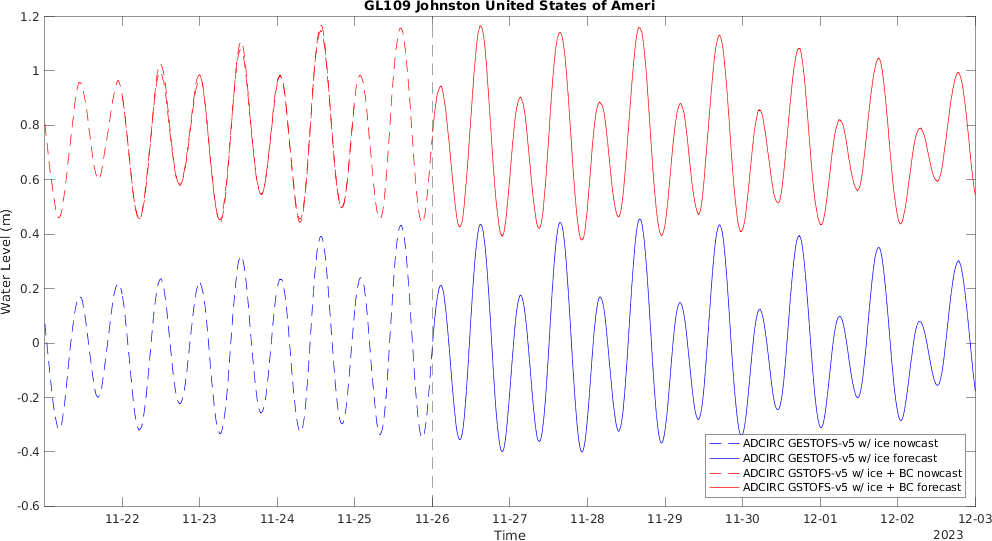 GL109 Johnston United States of Ameri
Water Level (m)
1.2
1
0.8
0.6
0.4
0.2
0
-0.2
-0.4
-0.6
ADCIRC GESTOFS-v5 w/ ice nowcast
ADCIRC GESTOFS-v5 w/ ice forecast
ADCIRC GSTOFS-v5 w/ ice + BC nowcast
ADCIRC GSTOFS-v5 w/ ice + BC forecast
11-22 11-23 11-24 11-25 11-26 11-27 11-28 11-29 11-30 12-01 12-02 12-03
Time
2023